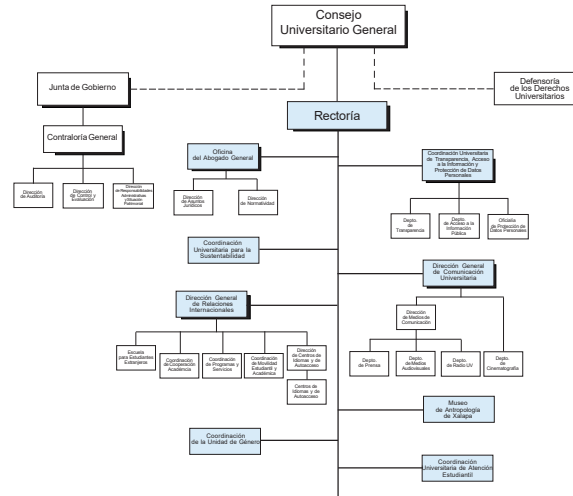 Consejo
Universitario General
Junta de Gobierno
Defensoría
de los Derechos
Universitarios
Rectoría
Contraloría General
Oficina
del Abogado General
Coordinación Universitaria
de Transparencia, Acceso
a la Información y
Protección de Datos
Personales
Dirección
de Auditoría
Dirección
de Control y
Evaluación
Dirección
de Responsabilidades
Administrativas
y Situación
Patrimonial
Dirección
de Asuntos
Jurídicos
Dirección
de Normatividad
Depto.
de
Transparencia
Depto.
de Acceso a la
Información
Pública
Oficialía
de Protección de
Datos Personales
Coordinación
Universitaria para la
Sustentabilidad
Dirección General
de Comunicación
Universitaria
Dirección General
de Relaciones
Internacionales
Dirección
de Medios de
Comunicación
Escuela
para Estudiantes
Extranjeros
Coordinación
de Cooperación
Académica
Coordinación
de Programas y
Servicios
Coordinación
de Movilidad
Estudiantil y
Académica
Dirección
de Centros de
Idiomas y de
Autoacceso
Centros de
Idiomas y de
Autoacceso
Depto.
de Prensa
Depto.
de Medios
Audiovisuales
Depto.
de Radio UV
Depto.
de
Cinematografía
Museo
de Antropología
de Xalapa
Coordinación
de la Unidad de Género
Coordinación
Universitaria de Atención
Estudiantil